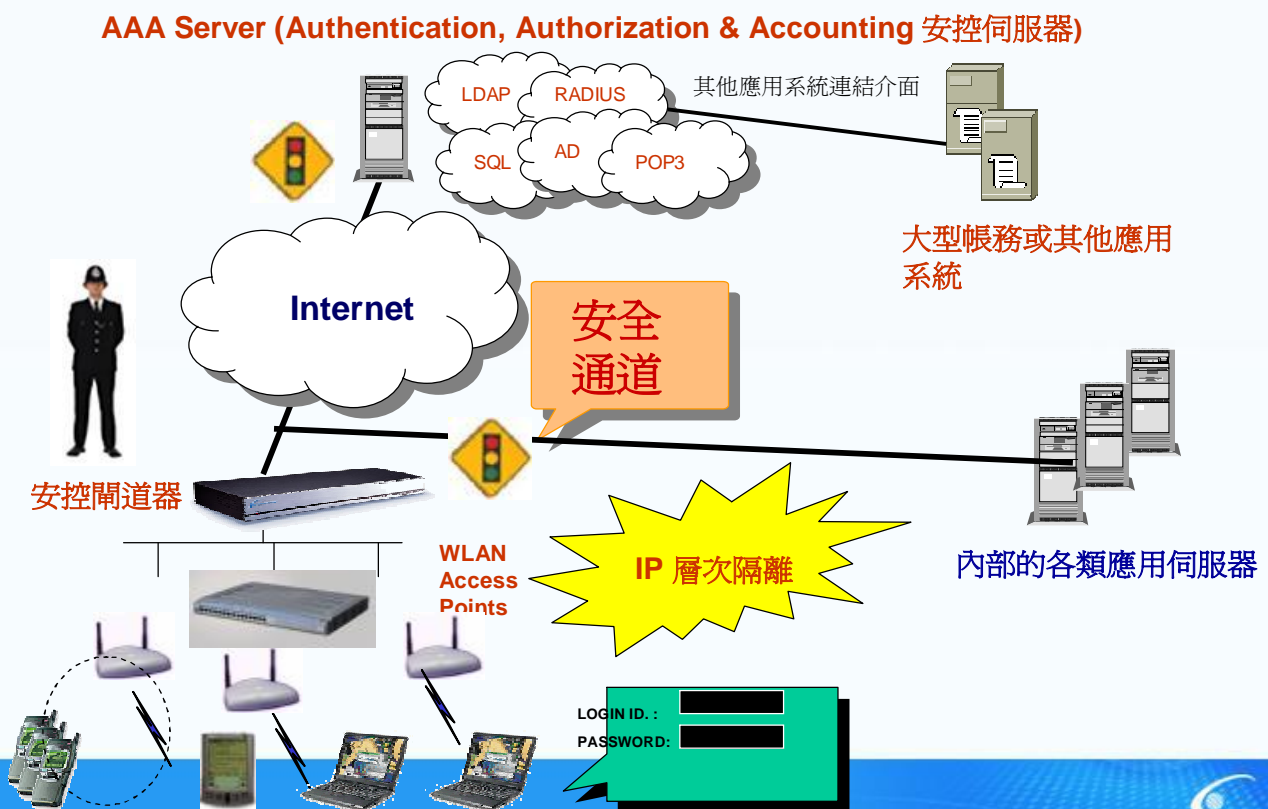 AAA Server (Authentication, Authorization & Accounting 安控伺服器)
LDAP
RADIUS
其他應用系統連結介面
SQL
AD
POP3
大型帳務或其他應用
系統
Internet
安全
通道
安控閘道器
WLAN
Access
Points
IP 層次隔離
內部的各類應用伺服器
LOGIN ID. :
PASSWORD: